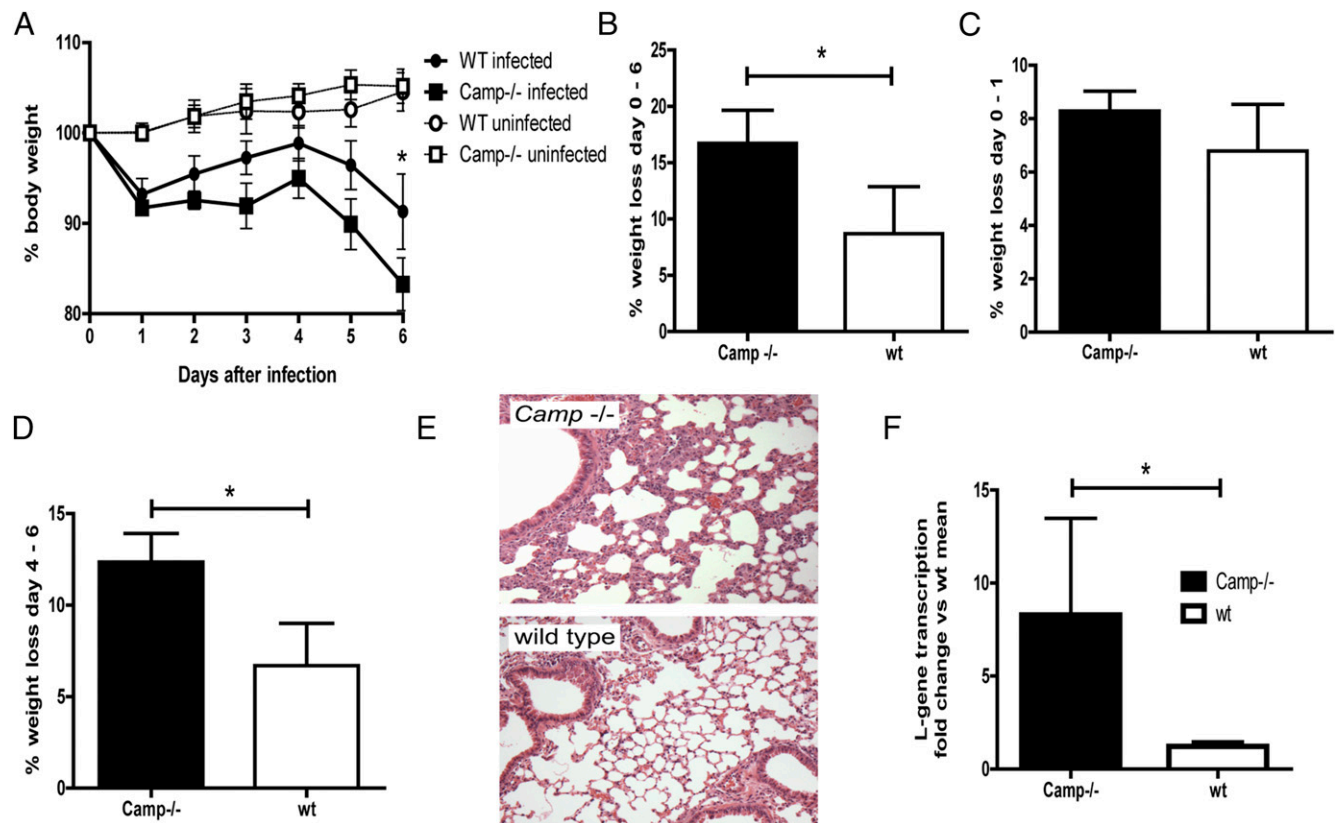 A
110
100
90
80
% body weight
0 1 2 3 4 5 6
Days after infection
*
WT infected
Camp-/- infected
WT uninfected
Camp-/- uninfected
B
25
20
15
10
5
0
% weight loss day 0 - 6
*
Camp -/- wt
C
10
8
6
4
2
0
% weight loss day 0 - 1
Camp-/- wt
D
15
10
5
0
% weight loss day 4 - 6
*
Camp-/- wt
E
Camp -/-
wild type
F
15
10
5
0
L-gene transcription
fold change vs wt mean
*
Camp-/-
wt
Camp-/- wt